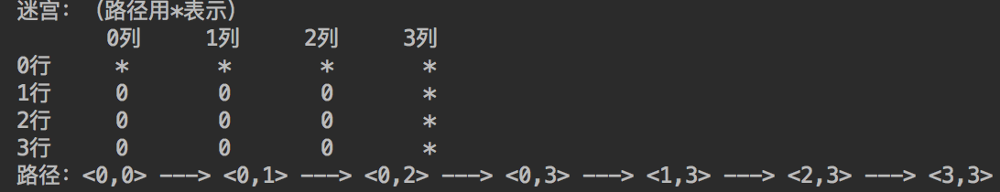 迷宫：（路径用*表示）
0列 1列 2列 3列
0行 * * * *
1行 0 0 0 *
2行 0 0 0 *
3行 0 0 0 *
路径：<0,0> ———> <0,1> ———> <0,2> ———> <0,3> ———> <1,3> ———> <2,3> ———> <3,3>